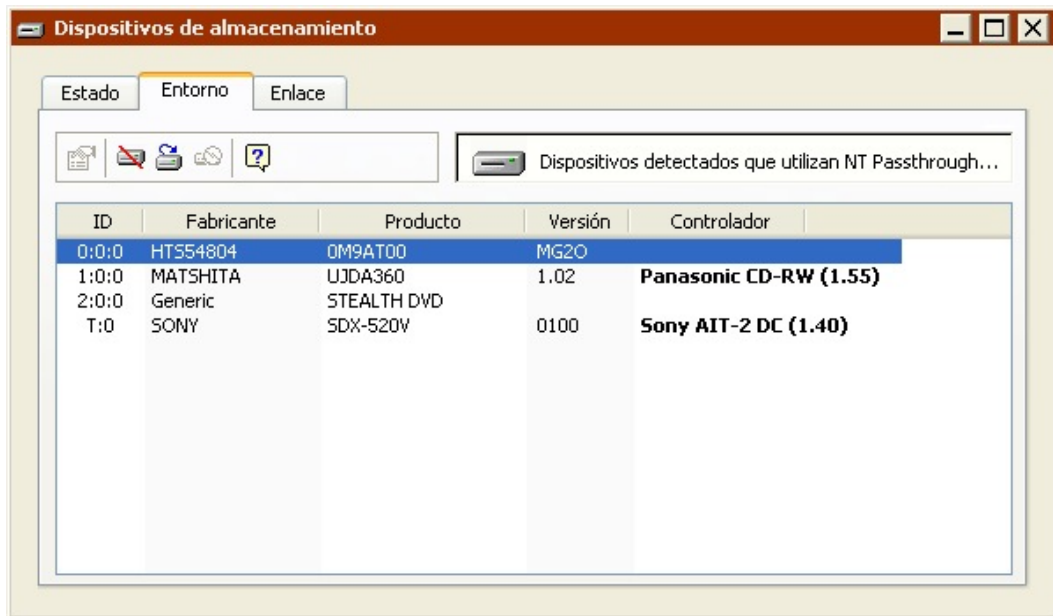 Dispositivos de almacenamiento
Estado Entorno Enlace
Dispositivos detectados que utilizan NT Passthrough...
ID Fabricante Producto Versión Controlador
0:0:0 HTS54804 0M9AT00 MG2O
1:0:0 MATSHITA UJDA360 1.02 Panasonic CD-RW (1.55)
2:0:0 Generic STEALTH DVD
T:0 SONY SDX-520V 0100 Sony AIT-2 DC (1.40)